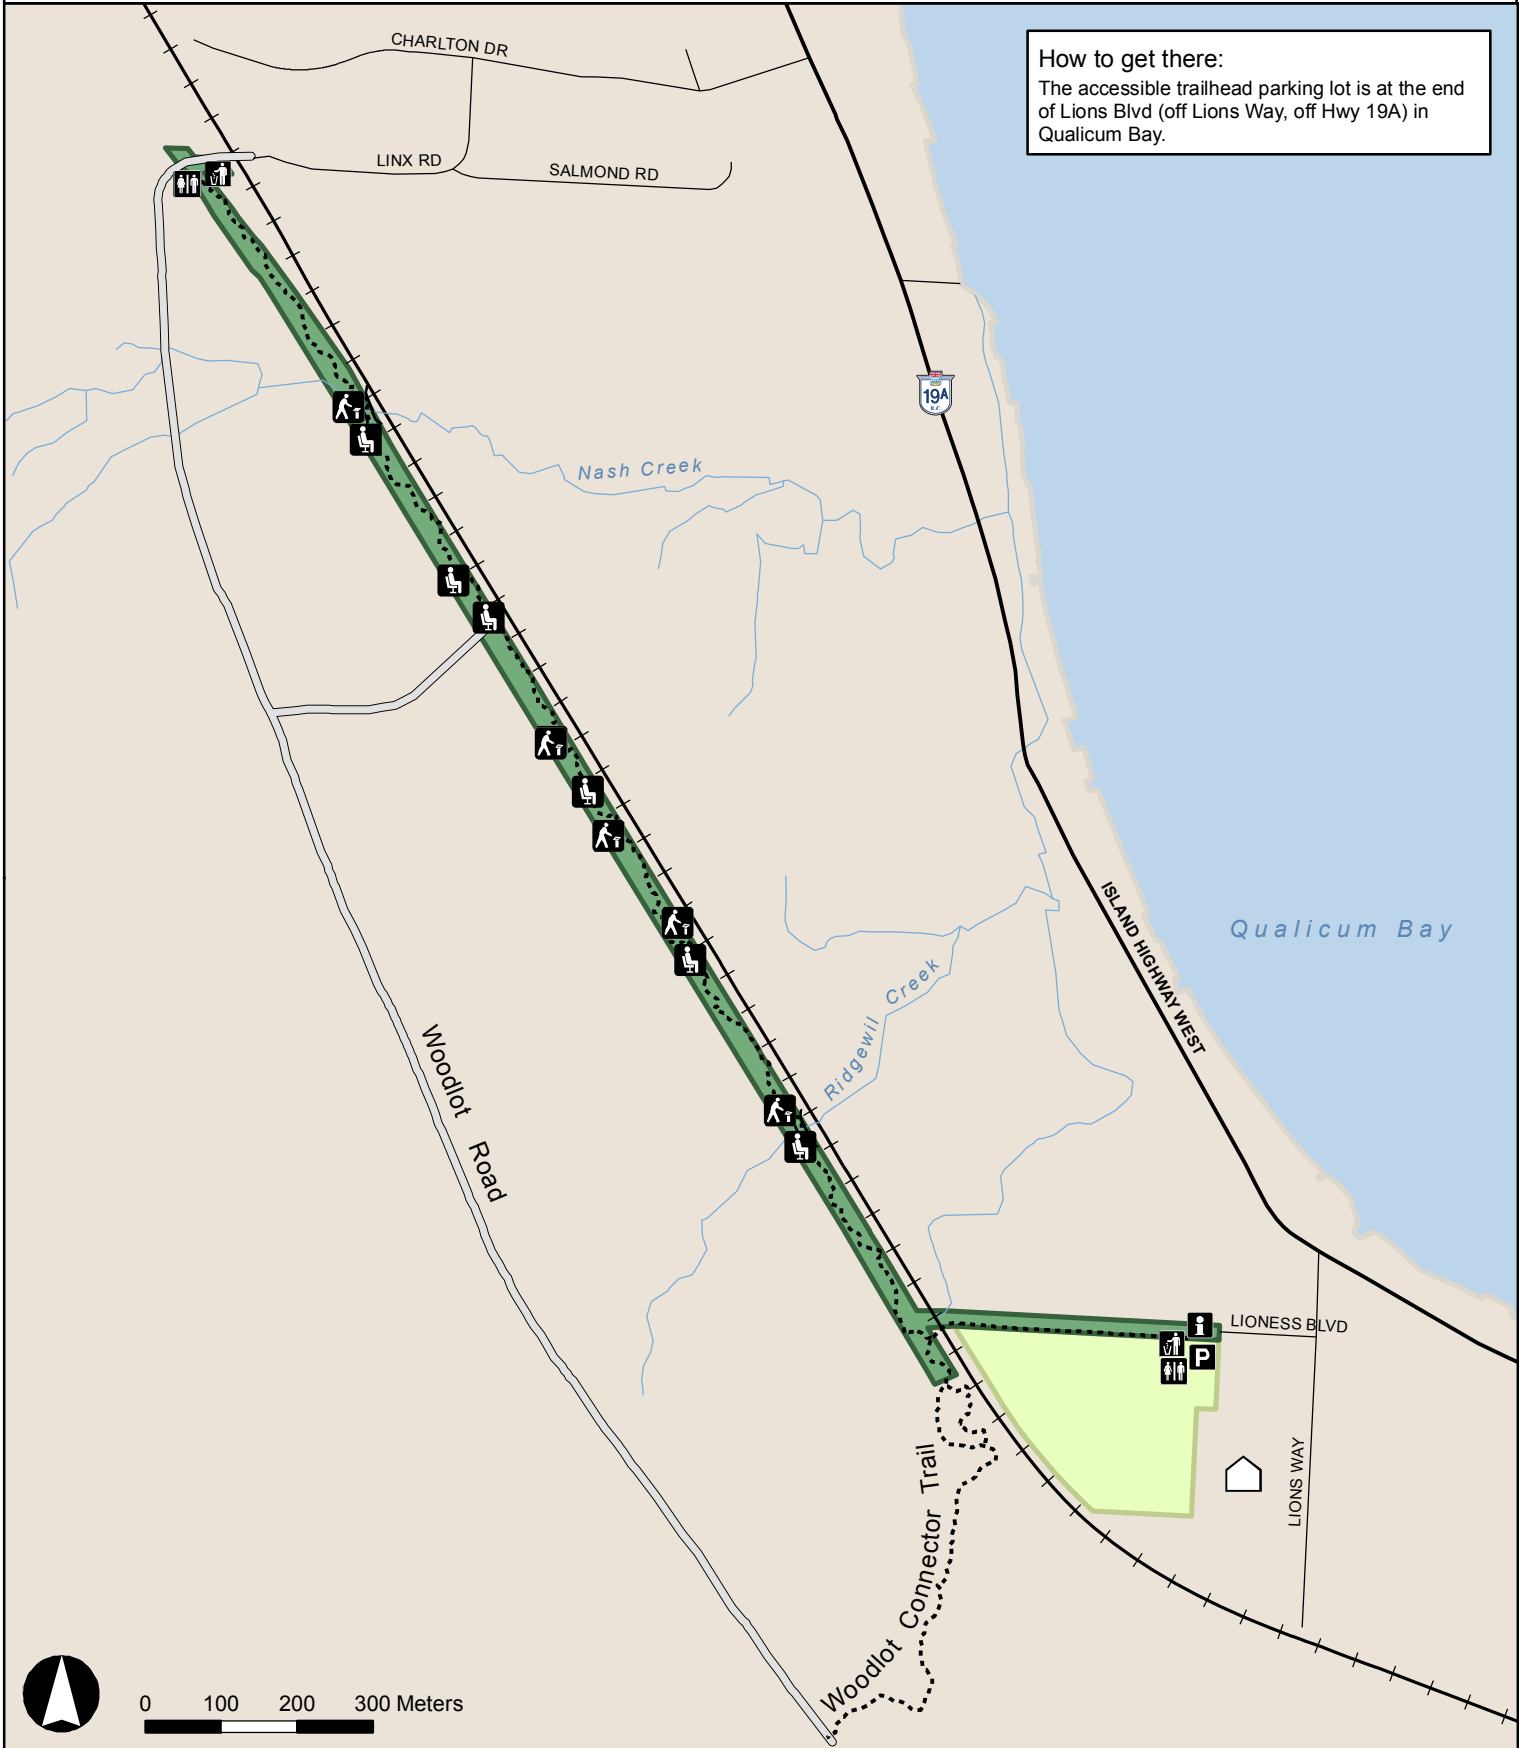 CHARLTON DR
How to get there:
The accessible trailhead parking lot is at the end
of Lions Blvd (off Lions Way, off Hwy 19A) in
Qualicum Bay.
LINX RD
SALMOND RD
19A
B.C.
Nash Creek
ISLAND HIGHWAY WEST
Qualicum Bay
Ridgewil Creek
Woodlot Road
LIONESS BLVD
P
LIONS WAY
Woodlot Connector Trail
0 100 200 300 Meters